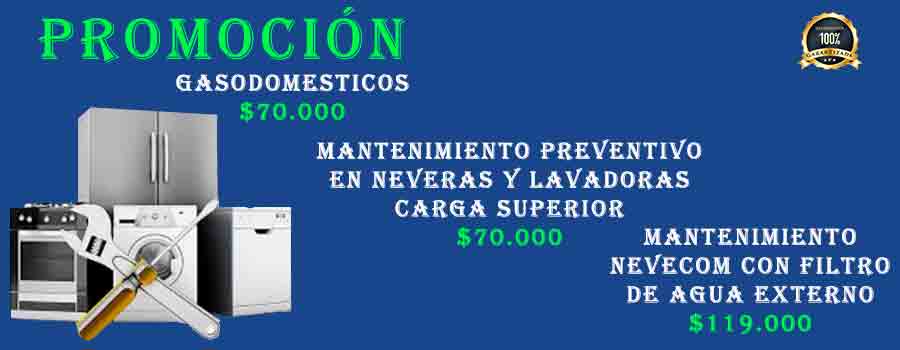 PROMOCIÓN
100%
GARANTIZADO
GASODOMESTICOS
$70.000
MANTENIMIENTO PREVENTIVO
EN NEVERAS Y LAVADORAS
CARGA SUPERIOR
$70.000
MANTENIMIENTO
NEVECOM CON FILTRO
DE AGUA EXTERNO
$119.000